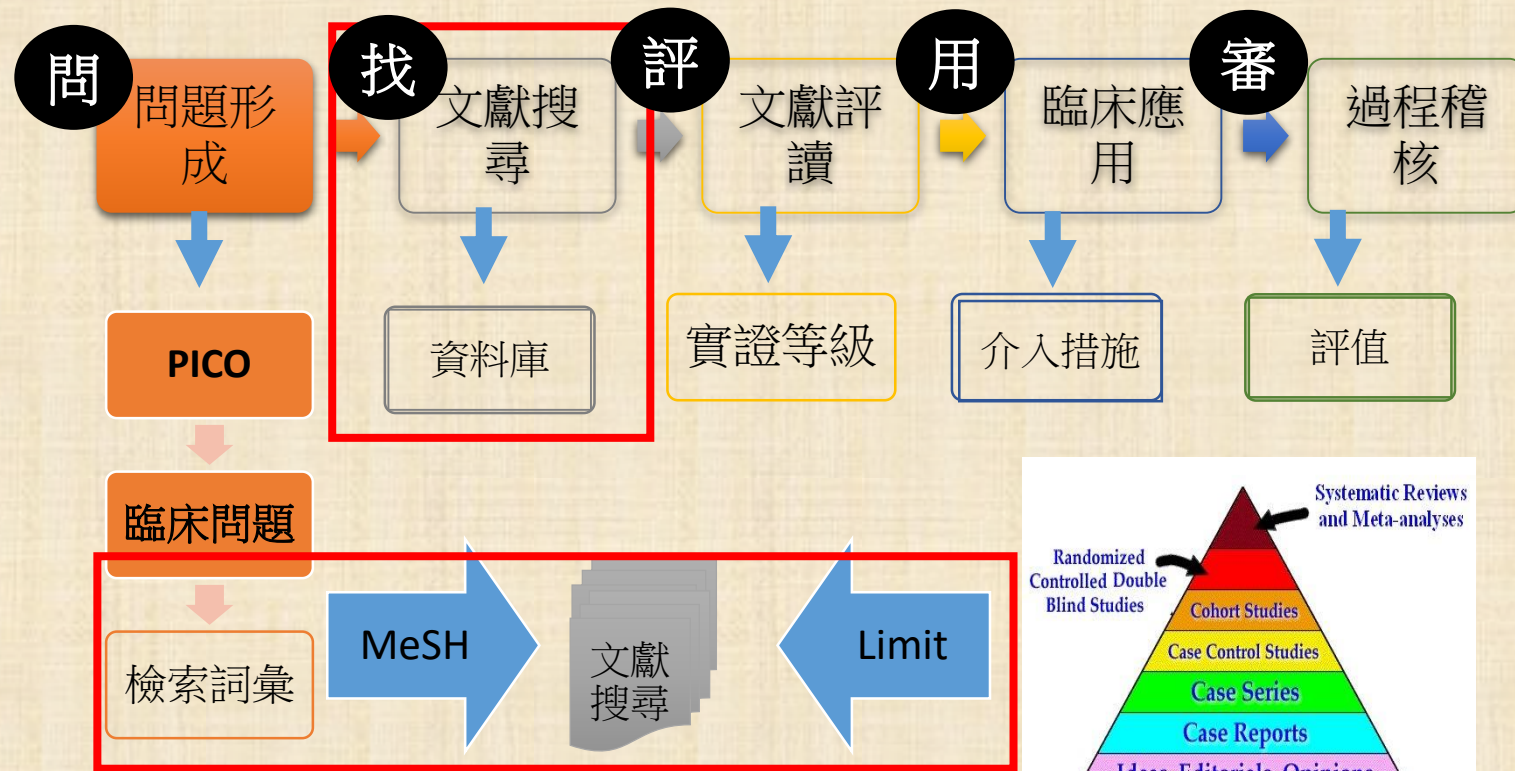 問
找
評
用
審
問題形
成
文獻搜
尋
文獻評
讀
臨床應
用
過程稽
核
PICO
資料庫
實證等級
介入措施
評值
臨床問題
檢索詞彙
MeSH
文獻
搜尋
Limit
Systematic Reviews
and Meta-analyses
Randomized
Controlled Double
Blind Studies
Cohort Studies
Case Control Studies
Case Series
Case Reports
Ideas, Editorials, Opinions